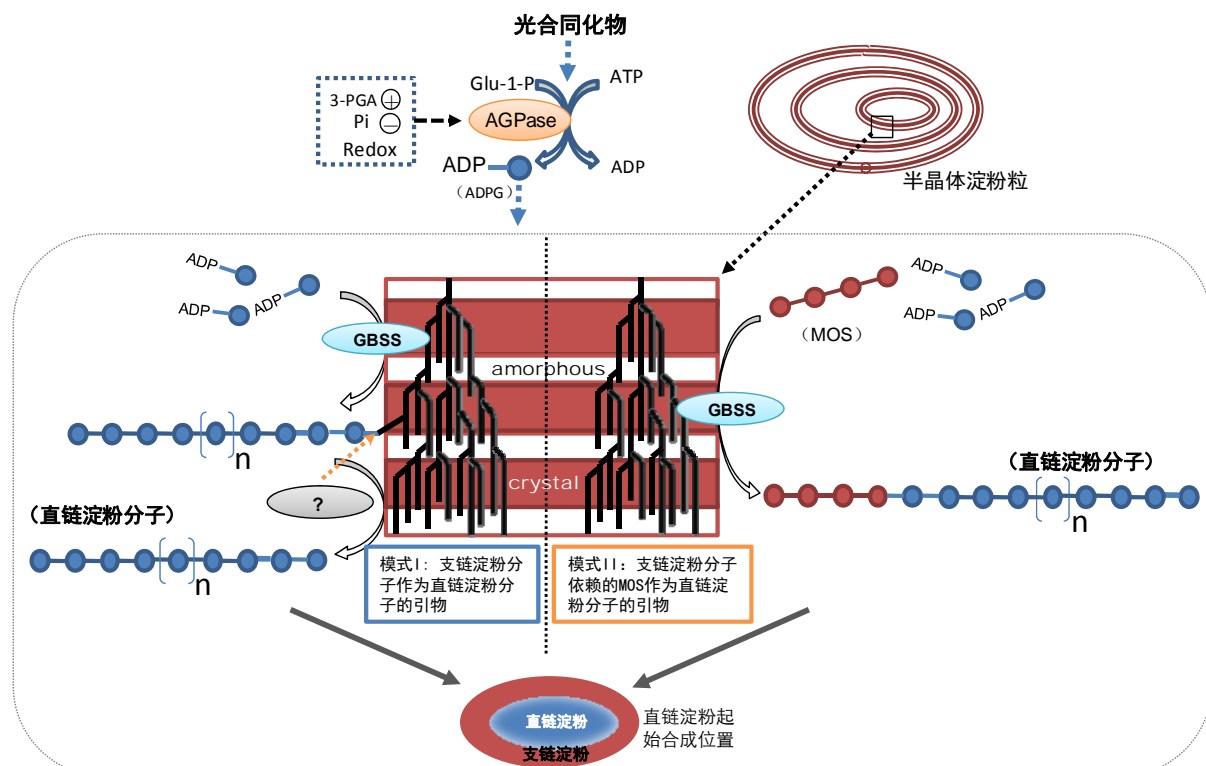 光合同化物
Glu-1-P
ATP
3-PGA +
Pi −
Redox
AGPase
ADP
(ADPG)
ADP
半晶体淀粉粒
ADP
ADP
ADP
GBSS
amorphous
(MOS)
ADP
ADP
ADP
GBSS
n
?
crystal
(直链淀粉分子)
n
(直链淀粉分子)
n
模式I: 支链淀粉分
子作为直链淀粉分
子的引物
模式II: 支链淀粉分子
依赖的MOS作为直链淀
粉分子的引物
直链淀粉
支链淀粉
直链淀粉起
始合成位置